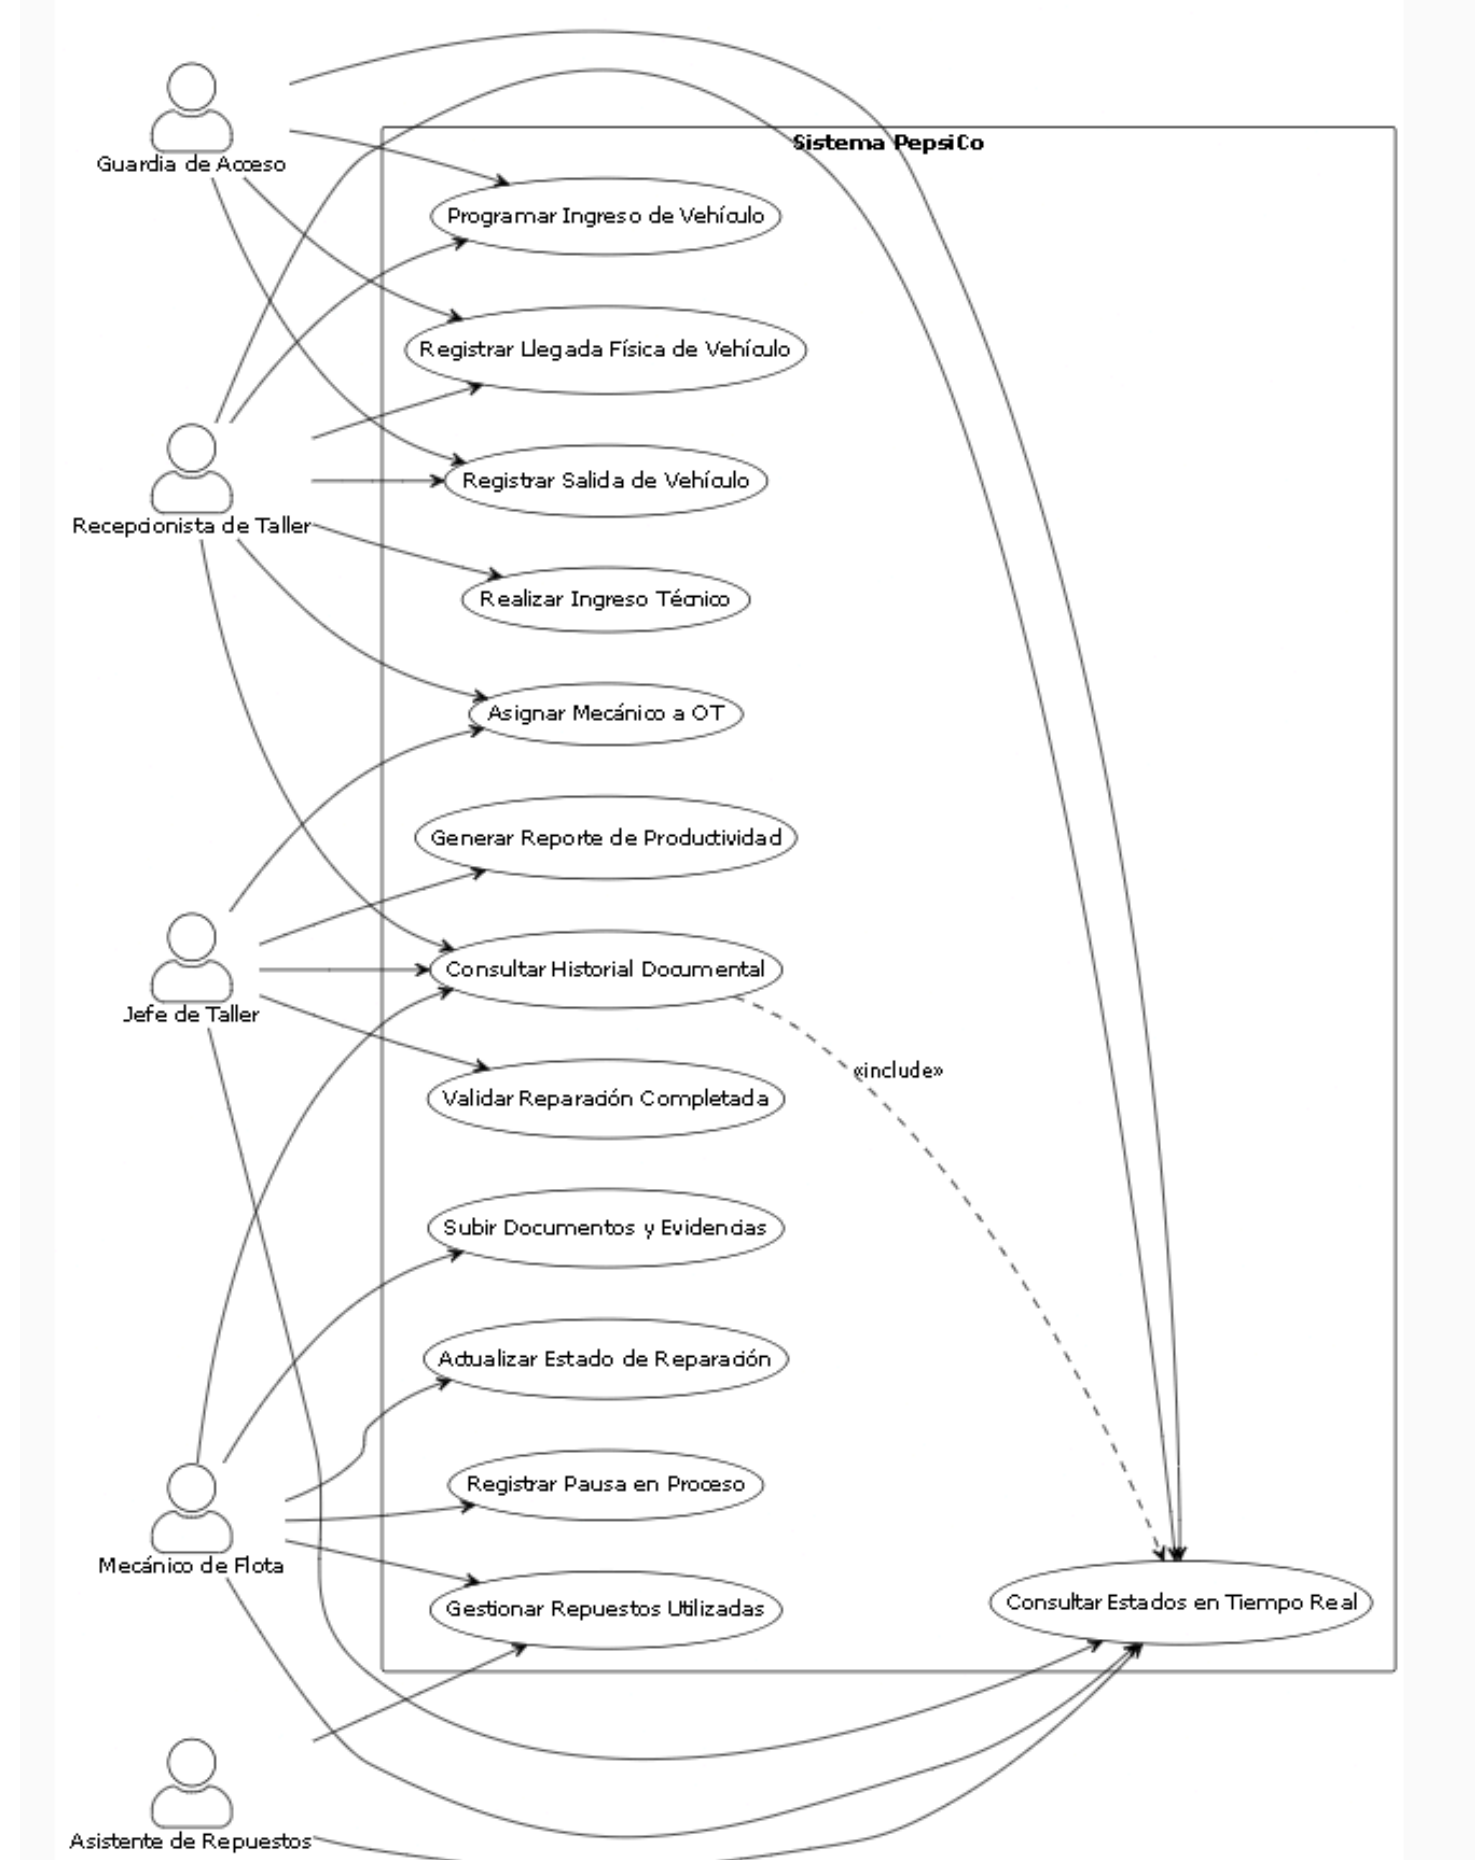 Sistema PepsiCo
Guardia de Acceso
Programar Ingreso de Vehículo
Registrar Llegada Física de Vehículo
Registrar Salida de Vehículo
Recepcionista de Taller
Realizar Ingreso Técnico
Asignar Mecánico a OT
Generar Reporte de Productividad
Consultar Historial Documental
Jefe de Taller
«include»
Validar Reparación Completada
Subir Documentos y Evidencias
Actualizar Estado de Reparación
Registrar Pausa en Proceso
Mecánico de Flota
Consultar Estados en Tiempo Real
Gestionar Repuestos Utilizadas
Asistente de Repuestos